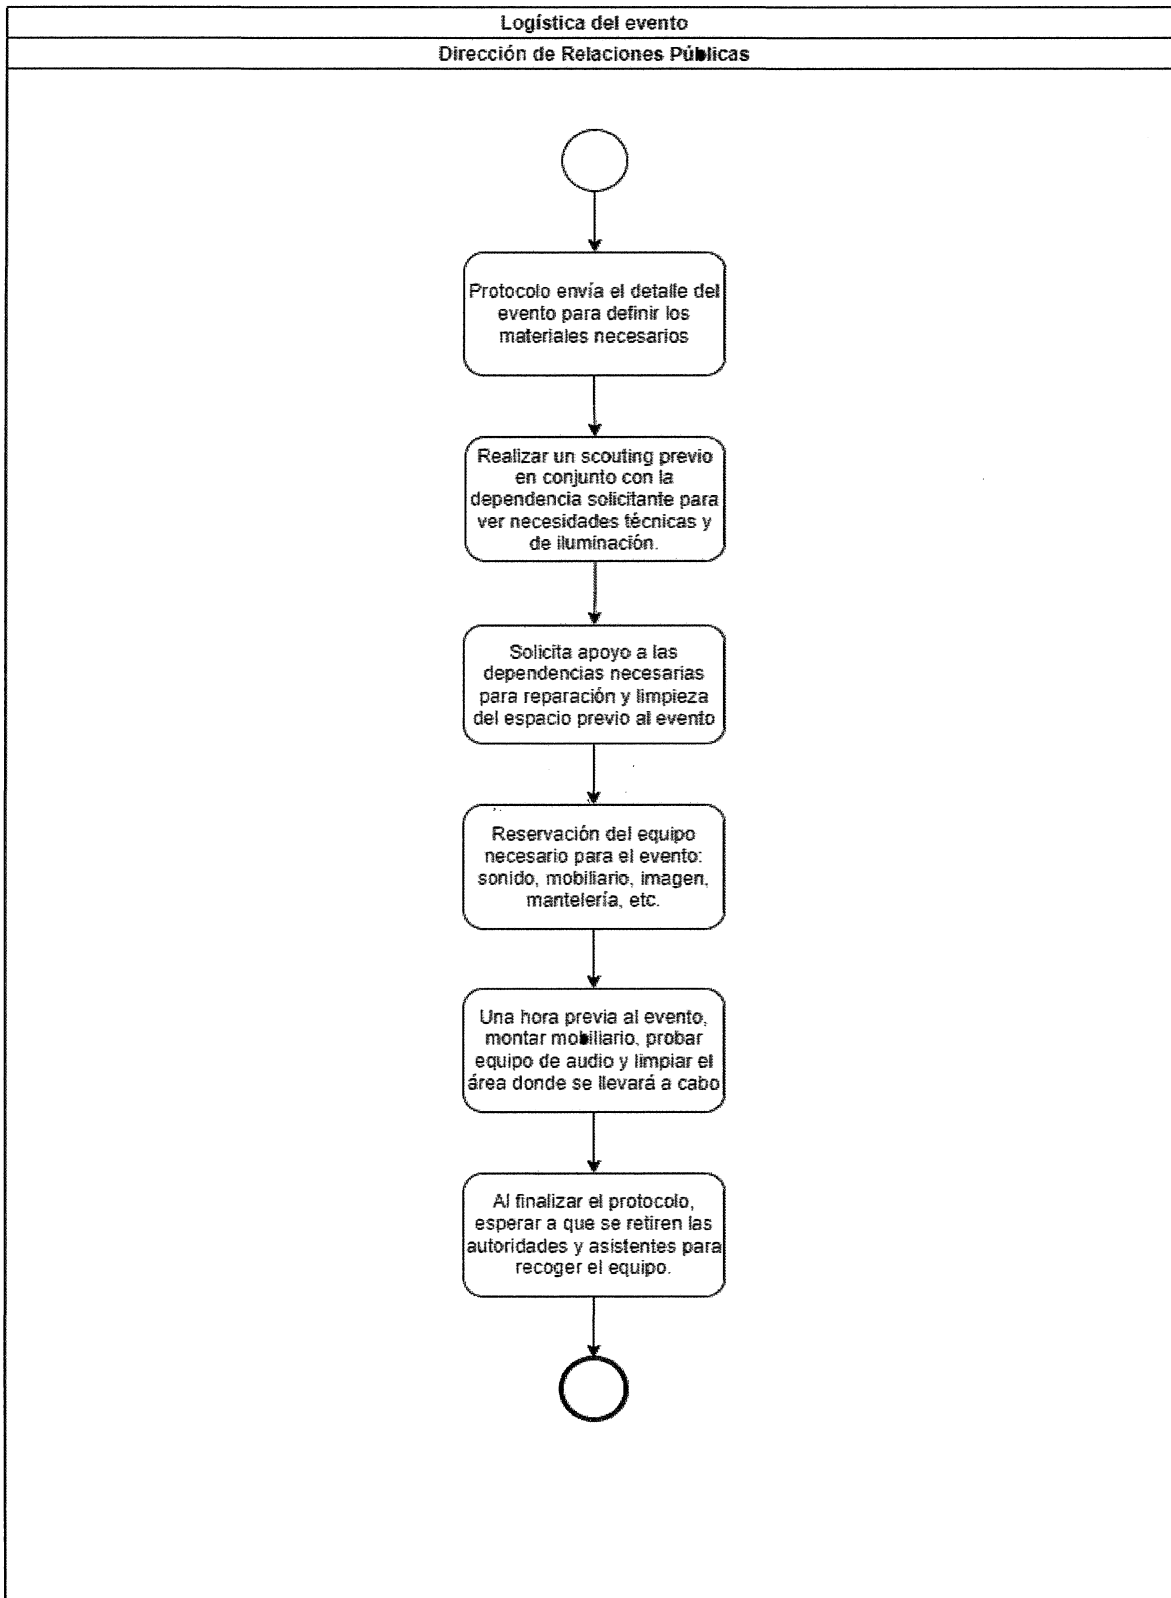 Logística del evento
Dirección de Relaciones Públicas
Protocolo envía el detalle del
evento para definir los
materiales necesarios
Realizar un scouting previo
en conjunto con la
dependencia solicitante para
ver necesidades técnicas y
de iluminación.
Solicita apoyo a las
dependencias necesarias
para reparación y limpieza
del espacio previo al evento
Reservación del equipo
necesario para el evento:
sonido, mobiliario, imagen,
mantelería, etc.
Una hora previa al evento,
montar mobiliario, probar
equipo de audio y limpiar el
área donde se llevará a cabo
Al finalizar el protocolo,
esperar a que se retiren las
autoridades y asistentes para
recoger el equipo.